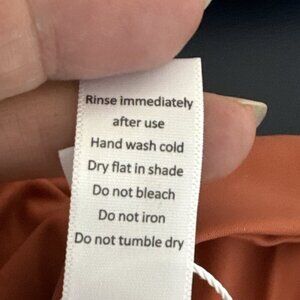 Rinse immediately
after use
Hand wash cold
Dry flat in shade
Do not bleach
Do not iron
Do not tumble dry